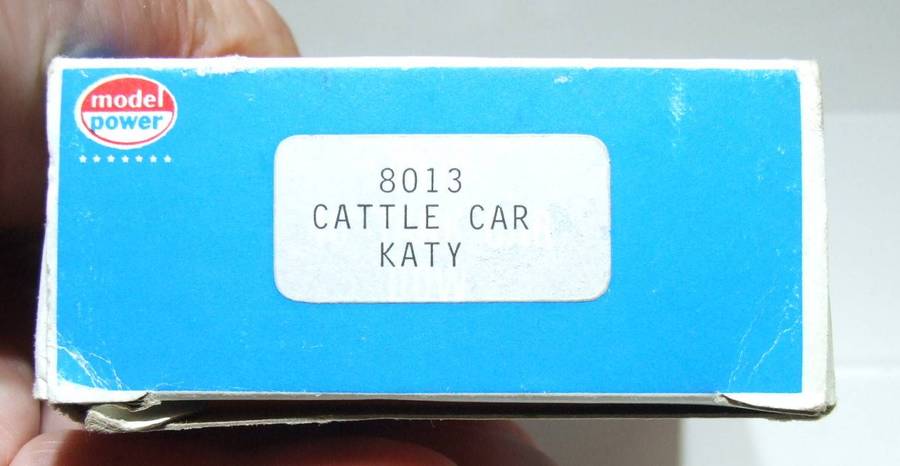 model
power
8013
CATTLE CAR
KATY